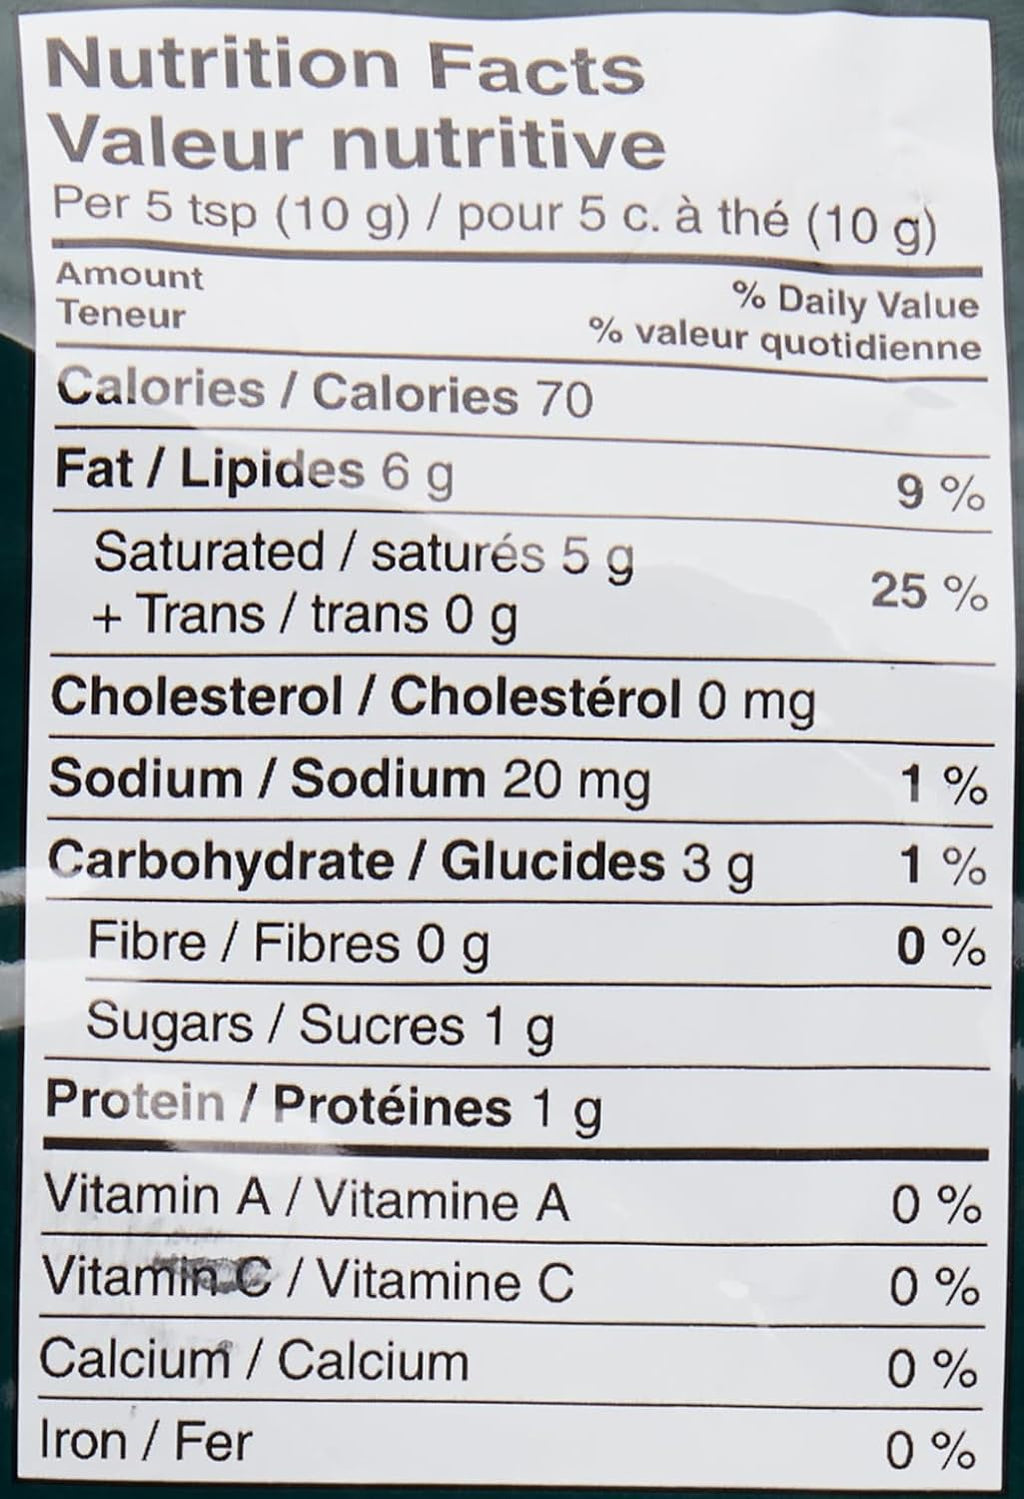 Nutrition Facts
Valeur nutritive
Per 5 tsp (10 g) / pour 5 c. à thé (10 g)
Amount
Teneur
% Daily Value
% valeur quotidienne
Calories / Calories 70
Fat / Lipides 6 g 9 %
Saturated / saturés 5 g
+ Trans / trans 0 g 25 %
Cholesterol / Cholestérol 0 mg
Sodium / Sodium 20 mg 1 %
Carbohydrate / Glucides 3 g 1 %
Fibre / Fibres 0 g 0 %
Sugars / Sucres 1 g
Protein / Protéines 1 g
Vitamin A / Vitamine A 0 %
Vitamin C / Vitamine C 0 %
Calcium / Calcium 0 %
Iron / Fer 0 %